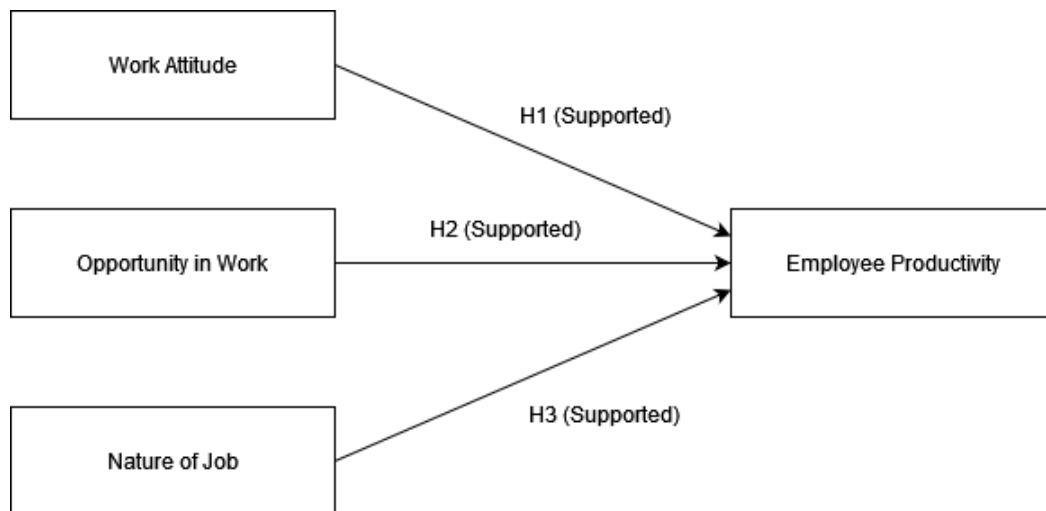 Work Attitude
H1 (Supported)
H2 (Supported)
Opportunity in Work
Employee Productivity
H3 (Supported)
Nature of Job